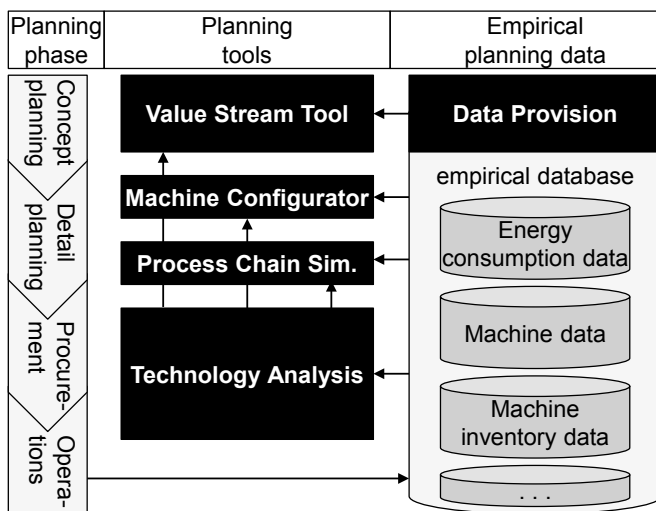 Planning
phase
Planning
tools
Empirical
planning data
Concept
planning
Detail
planning
Procure-
ment
Opera-
tions
Value Stream Tool
Machine Configurator
Process Chain Sim.
Technology Analysis
Data Provision
empirical database
Energy
consumption data
Machine data
Machine
inventory data
. . .